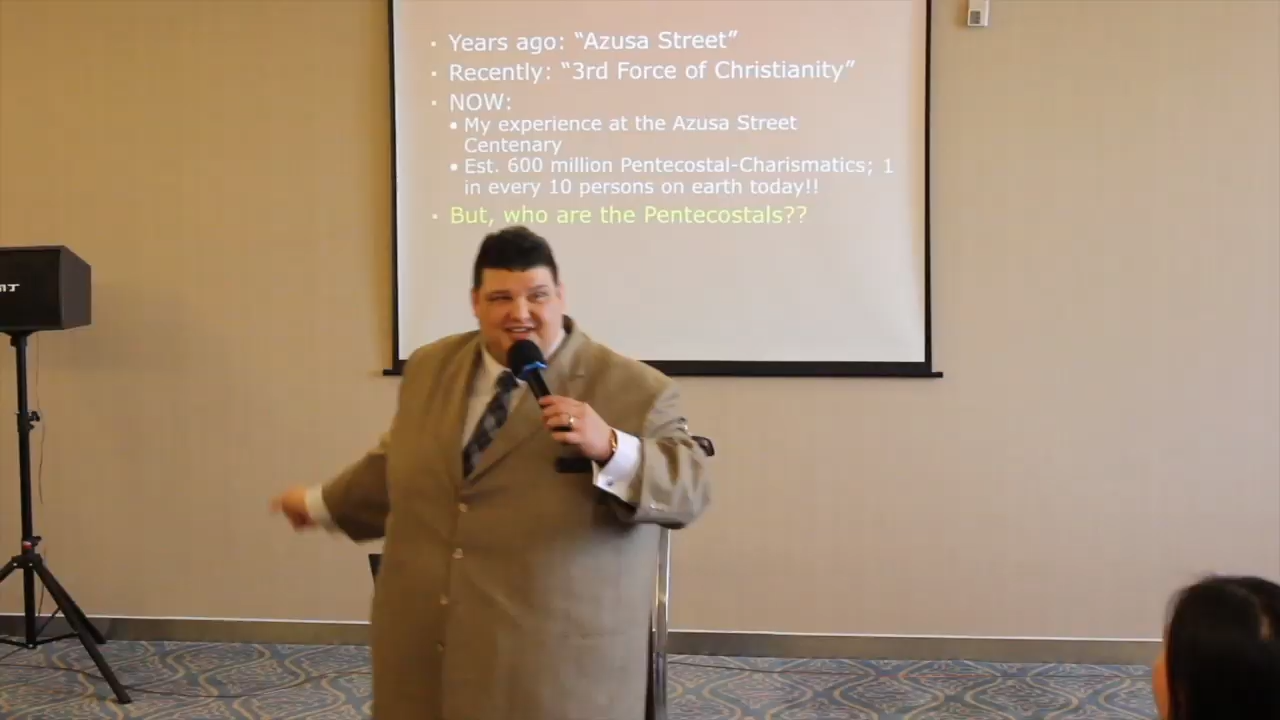 Years ago: “Azusa Street”
Recently: “3rd Force of Christianity”
NOW:
My experience at the Azusa Street
Centenary
Est. 600 million Pentecostal-Charismatics; 1
in every 10 persons on earth today!!
But, who are the Pentecostals??